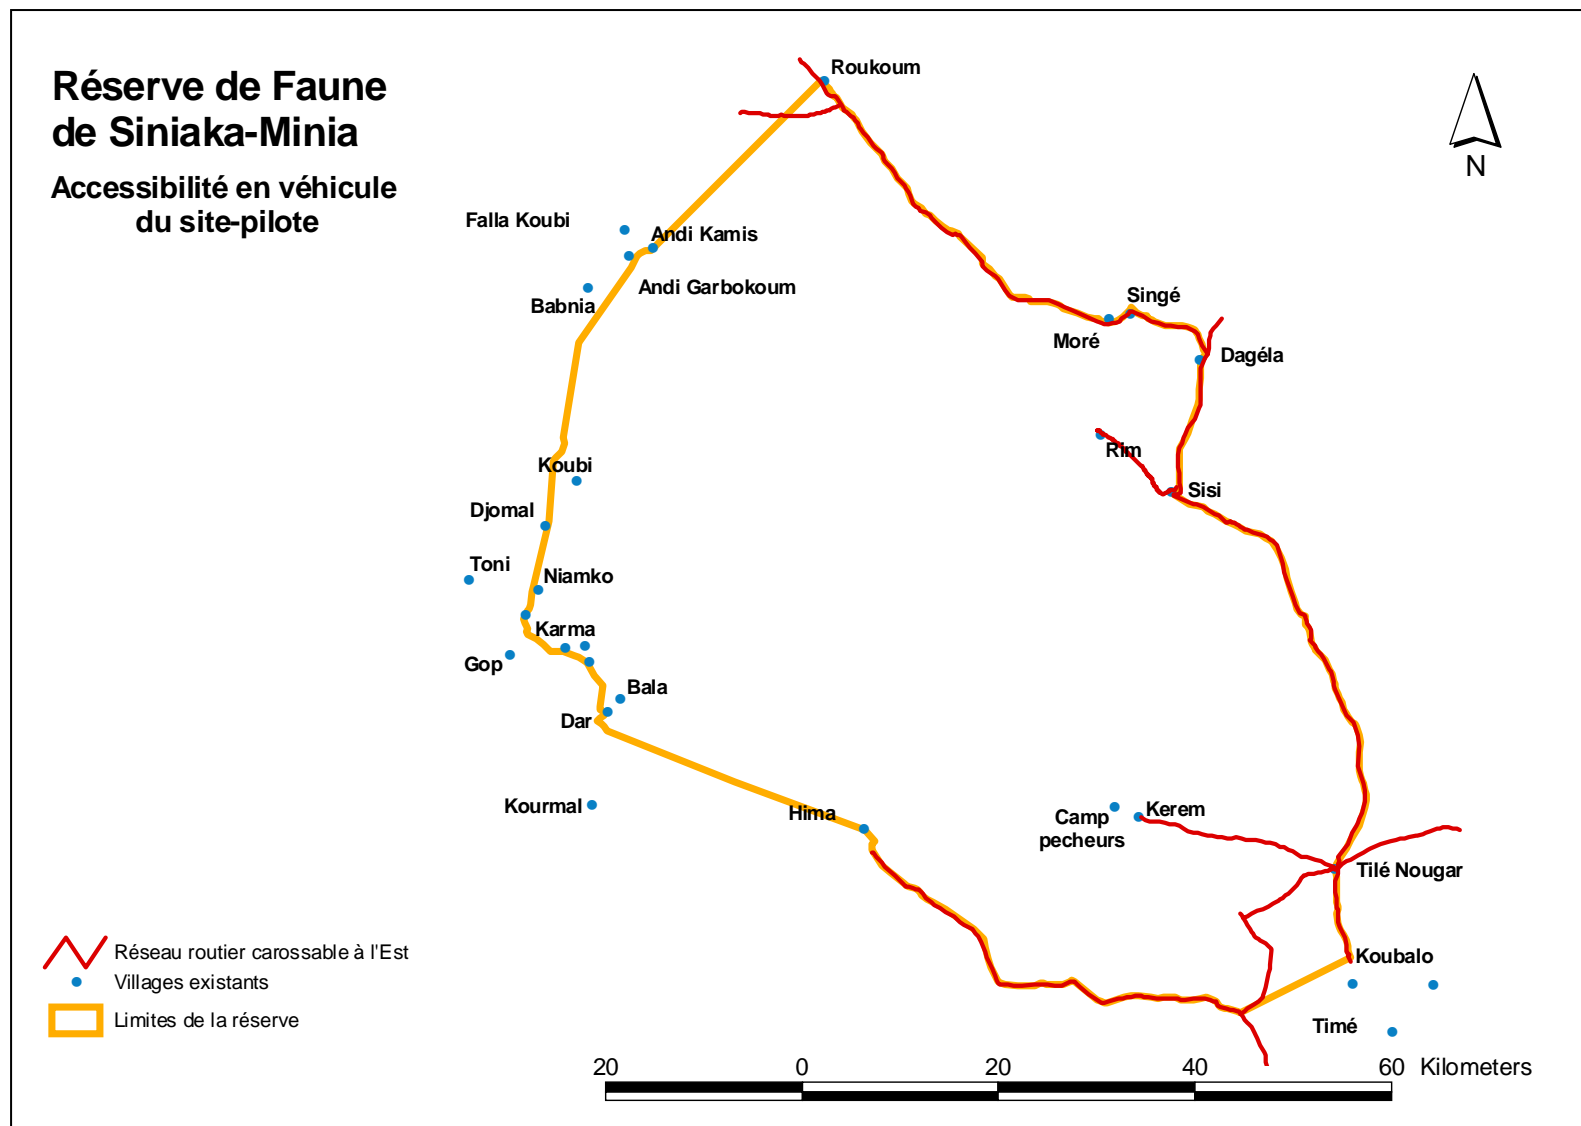 Réserve de Faune
de Siniaka-Minia
Accessibilité en véhicule
du site-pilote
Roukoum
N
Falla Koubi
Andi Kamis
Andi Garbokoum
Babnia
Singé
Moré
Dagéla
Rim
Koubi
Sisi
Djomal
Toni
Niamko
Karma
Gop
Bala
Dar
Kourmal
Hima
Kerem
Camp
pecheurs
Tilé Nougar
Réseau routier carossable à l'Est
Koubalo
Villages existants
Limites de la réserve
Timé
20 0 20 40 60 Kilometers